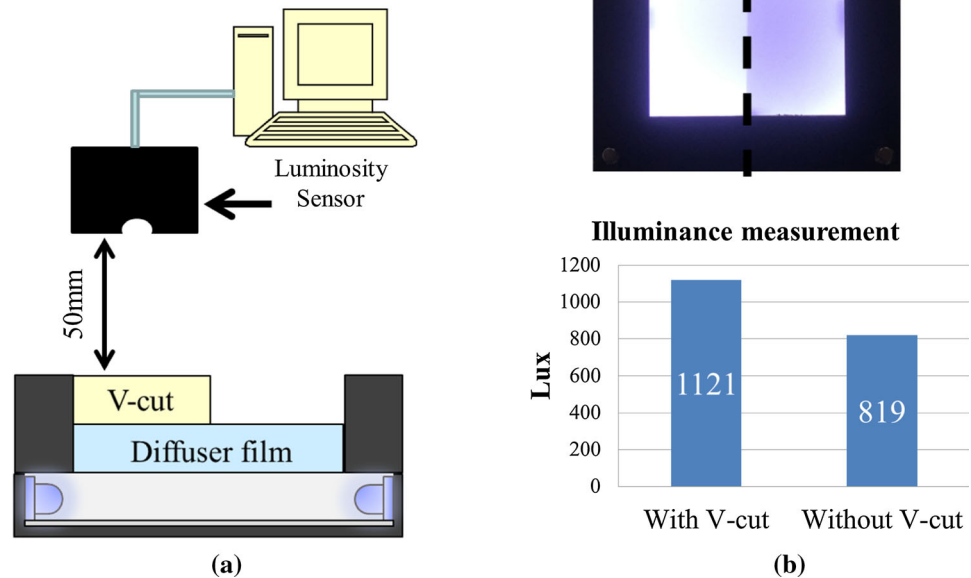 Luminosity
Sensor
50mm
V-cut
Diffuser film
(a)
Illuminance measurement
Lux
1200
1000
800
600
400
200
0
1121
819
With V-cut
Without V-cut
(b)